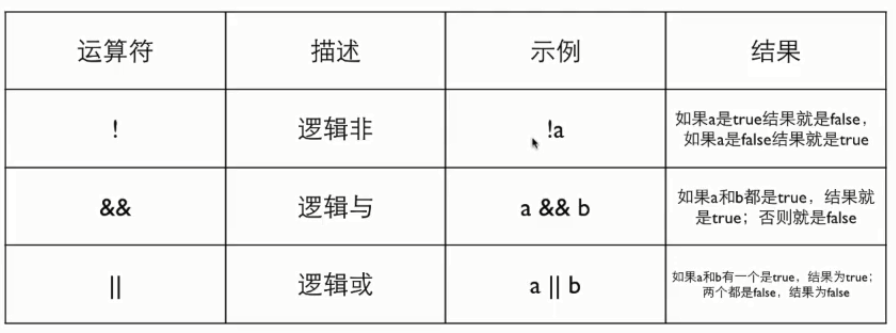 运算符 描述 示例 结果
! 逻辑非 !a 如果a是true结果就是false，
如果a是false结果就是true
&& 逻辑与 a && b 如果a和b都是true，结果就
是true；否则就是false
|| 逻辑或 a || b 如果a和b有一个是true，结果为true；
两个都是false，结果为false